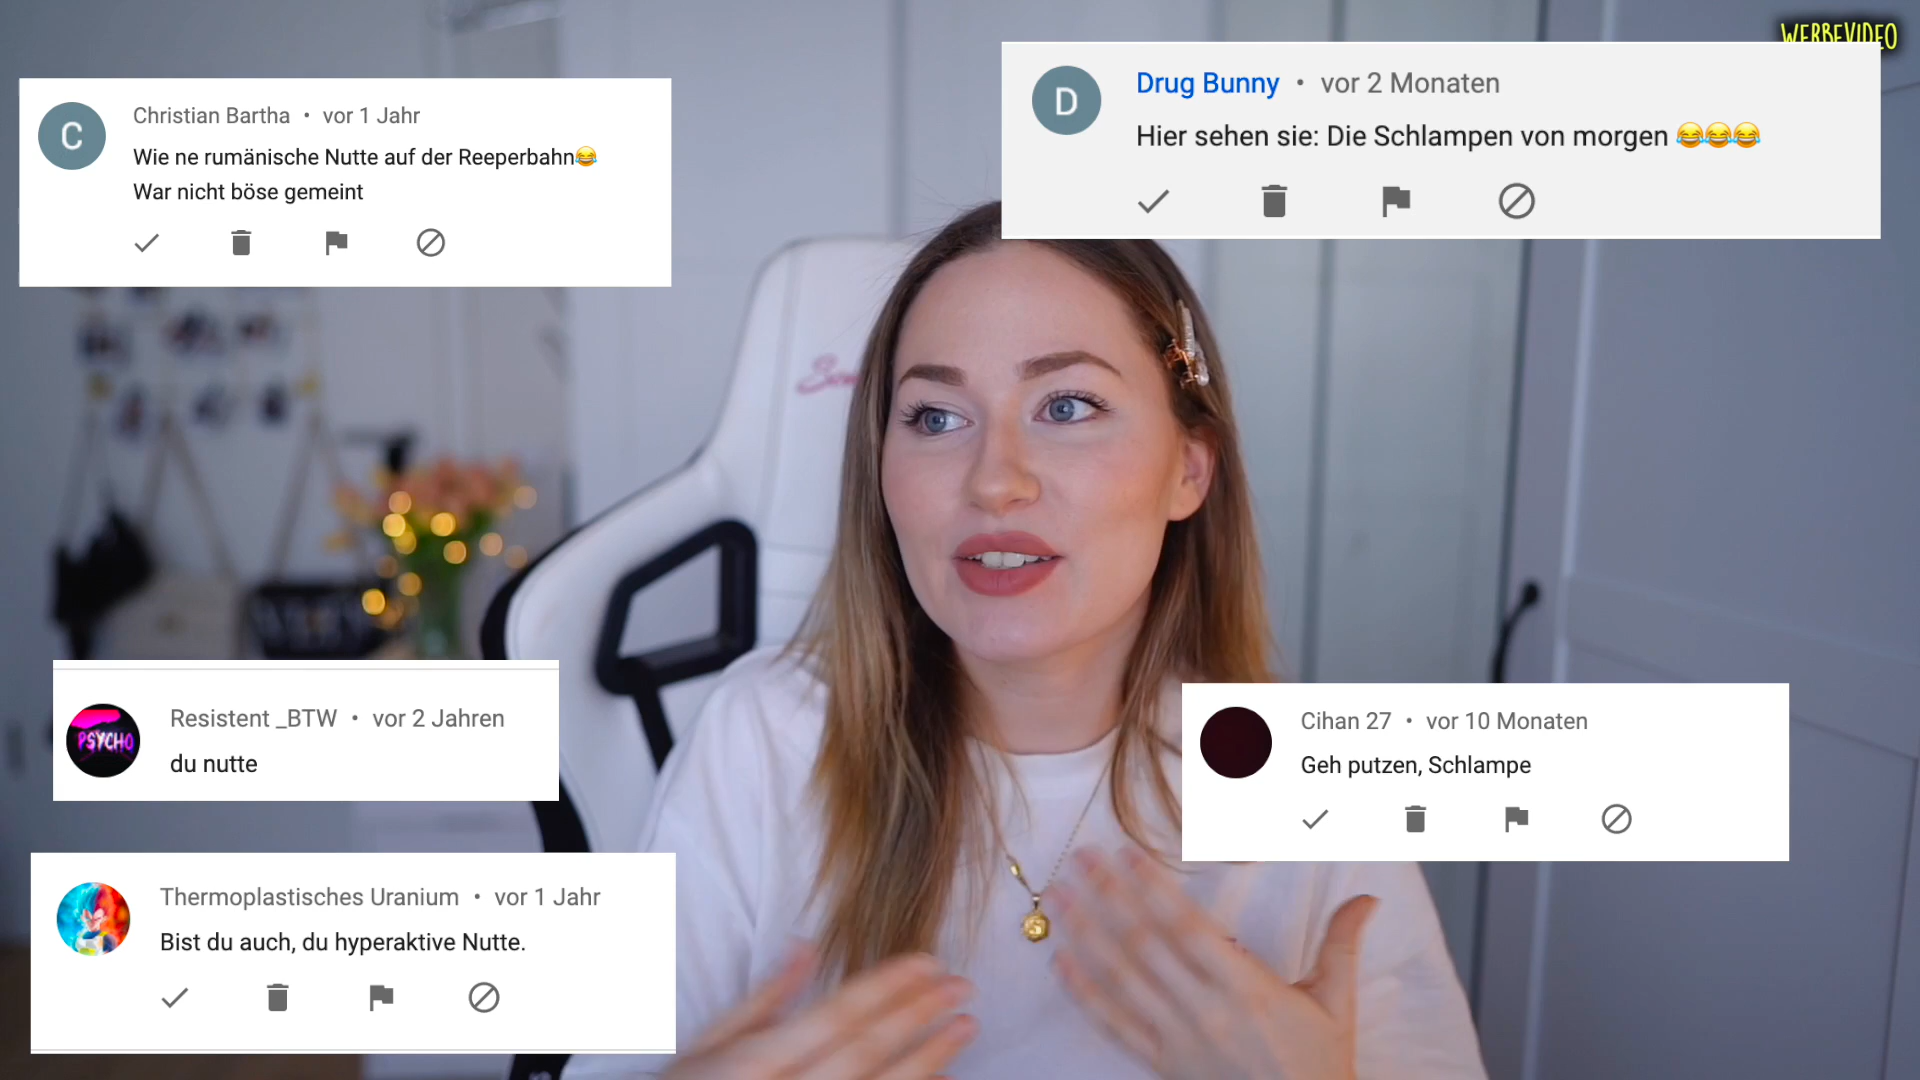 WERBEVIDEO
C
Christian Bartha • vor 1 Jahr
Wie ne rumänische Nutte auf der Reeperbahn😂
War nicht böse gemeint
D
Drug Bunny • vor 2 Monaten
Hier sehen sie: Die Schlampen von morgen 😂😂😂
PSYCHO
Resistent _BTW • vor 2 Jahren
du nutte
Cihan 27 • vor 10 Monaten
Geh putzen, Schlampe
Thermoplastisches Uranium • vor 1 Jahr
Bist du auch, du hyperaktive Nutte.